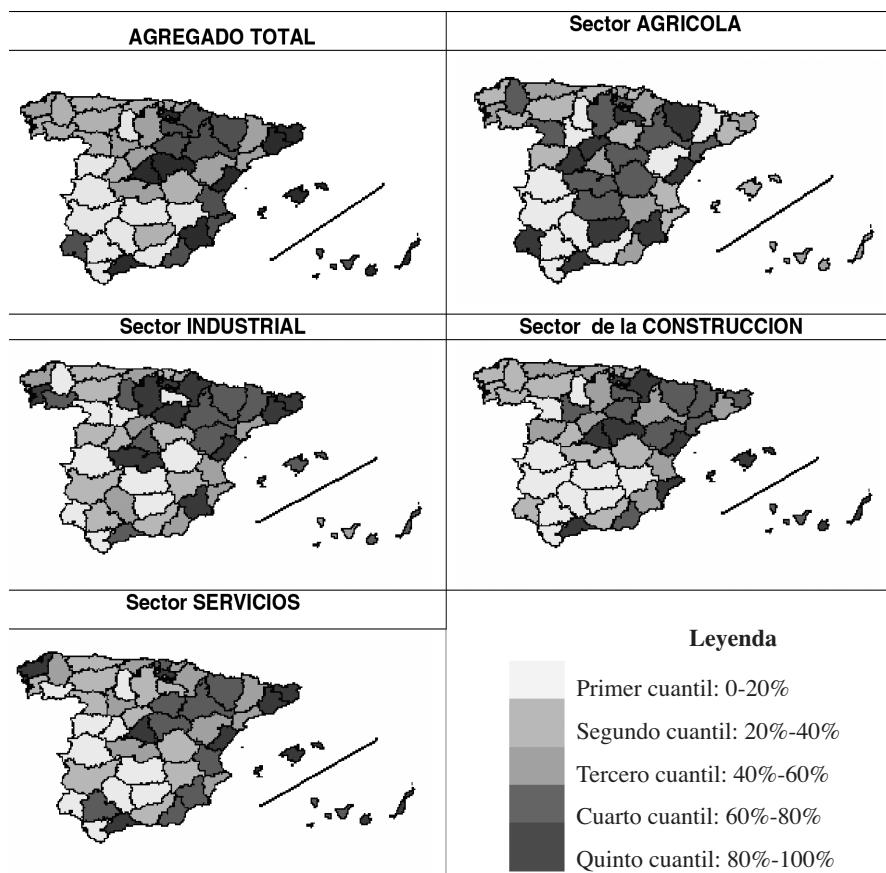 AGREGADO TOTAL
Sector AGRICOLA
Sector INDUSTRIAL
Sector de la CONSTRUCCION
Sector SERVICIOS
Leyenda
Primer cuantil: 0-20%
Segundo cuantil: 20%-40%
Tercero cuantil: 40%-60%
Cuarto cuantil: 60%-80%
Quinto cuantil: 80%-100%